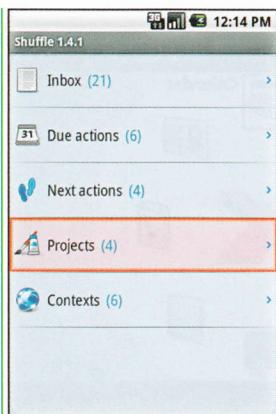 3G
12:14 PM
Shuffle 1.4.1
Inbox (21)
31 Due actions (6)
Next actions (4)
Projects (4)
Contexts (6)